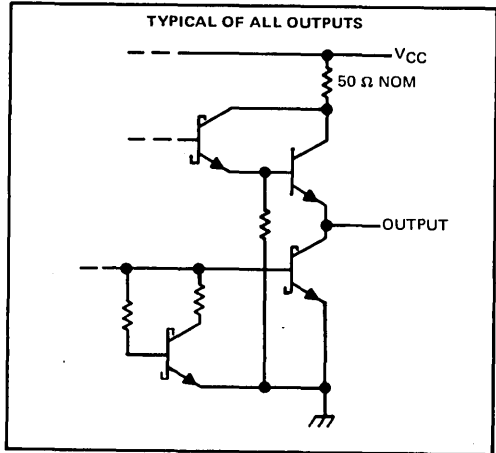 TYPICAL OF ALL OUTPUTS
VCC
50 Ω NOM
OUTPUT